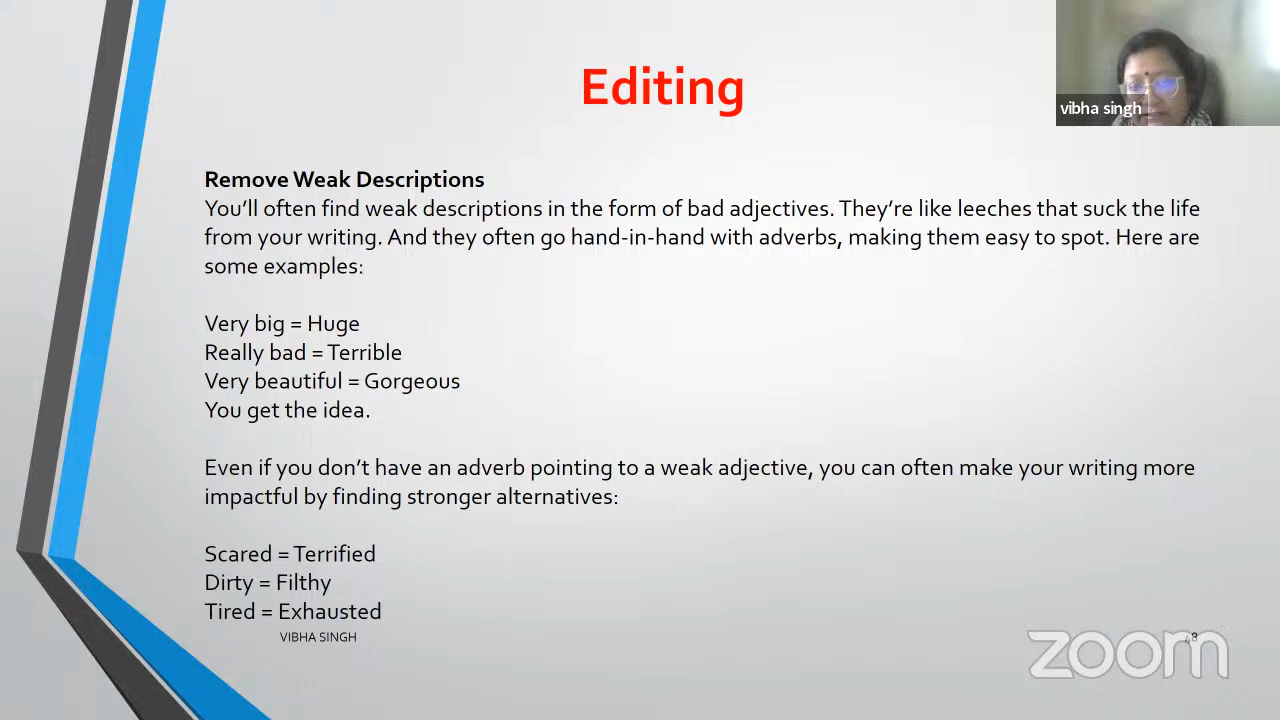 Editing
vibha singh
Remove Weak Descriptions
You'll often find weak descriptions in the form of bad adjectives. They're like leeches that suck the life
from your writing. And they often go hand-in-hand with adverbs, making them easy to spot. Here are
some examples:
Very big = Huge
Really bad = Terrible
Very beautiful = Gorgeous
You get the idea.
Even if you don't have an adverb pointing to a weak adjective, you can often make your writing more
impactful by finding stronger alternatives:
Scared = Terrified
Dirty = Filthy
Tired = Exhausted
VIBHA SINGH
48
zoom